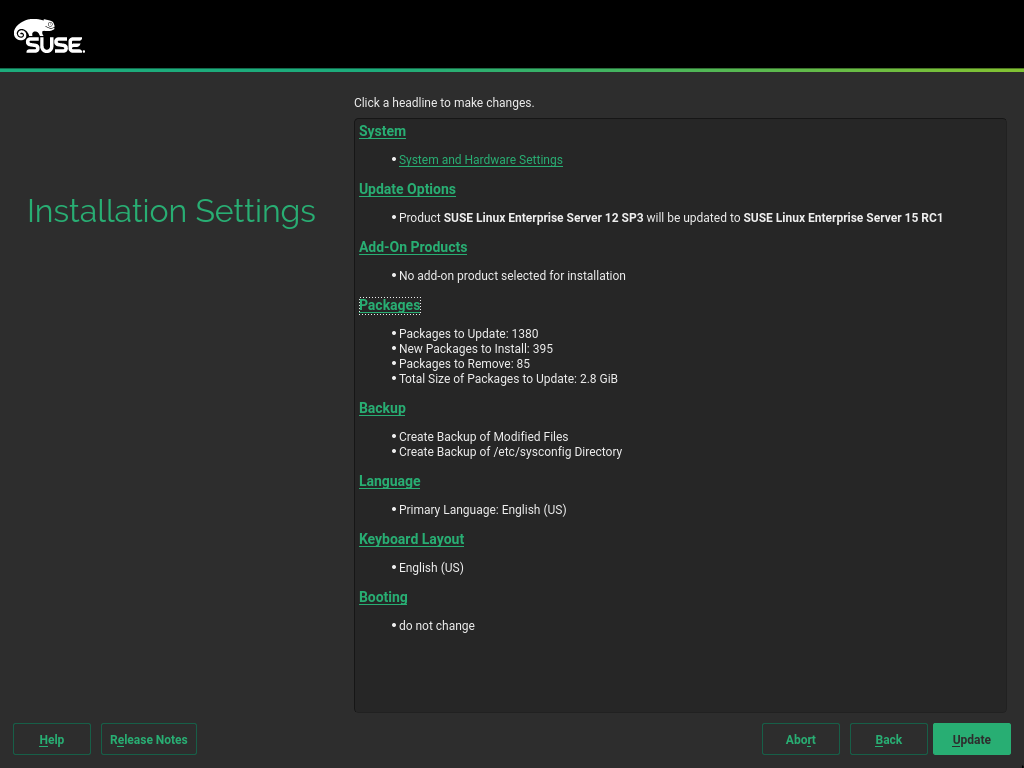 SUSE.
Click a headline to make changes.
System
• System and Hardware Settings
Installation Settings
Update Options
• Product SUSE Linux Enterprise Server 12 SP3 will be updated to SUSE Linux Enterprise Server 15 RC1
Add-On Products
• No add-on product selected for installation
Packages
• Packages to Update: 1380
• New Packages to Install: 395
• Packages to Remove: 85
• Total Size of Packages to Update: 2.8 GiB
Backup
• Create Backup of Modified Files
• Create Backup of /etc/sysconfig Directory
Language
• Primary Language: English (US)
Keyboard Layout
• English (US)
Booting
• do not change
Help Release Notes Abort Back Update